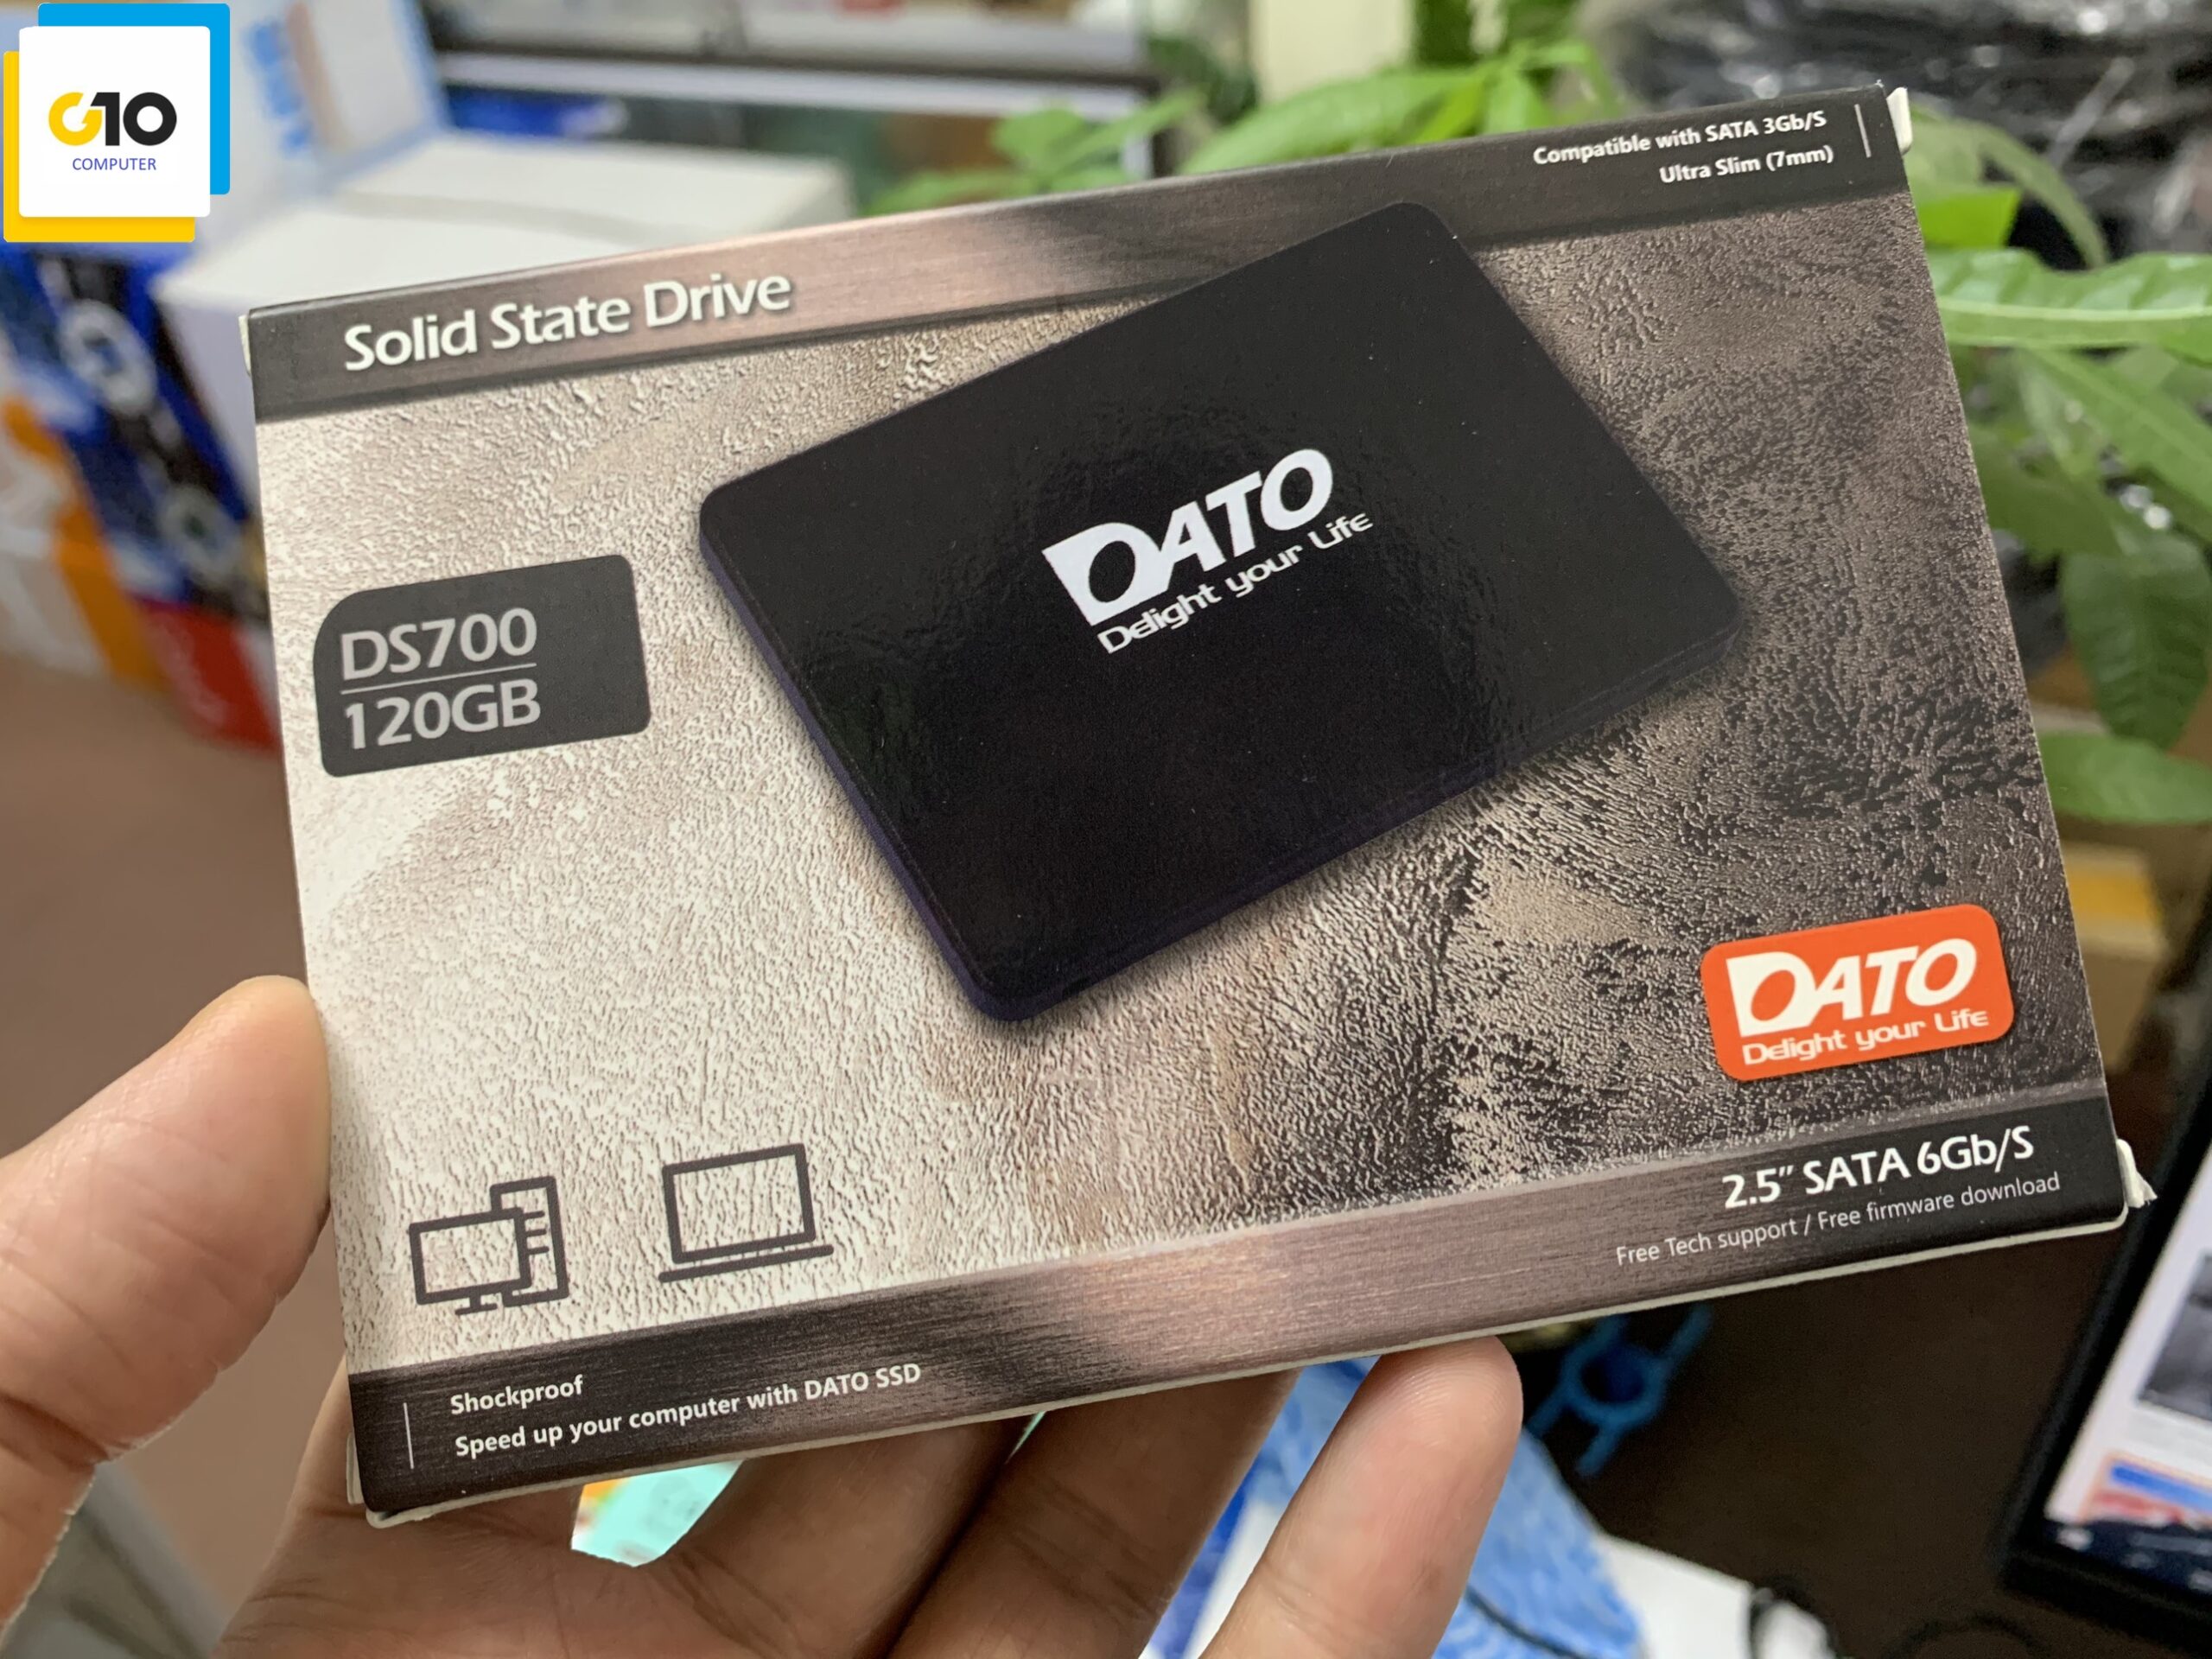 G10
COMPUTER
Compatible with SATA 3Gb/S
Ultra Slim (7mm)
Solid State Drive
DATO
Delight your Life
DS700
120GB
DATO
Delight your Life
2.5” SATA 6Gb/S
Free Tech support / Free firmware download
Shockproof
Speed up your computer with DATO SSD